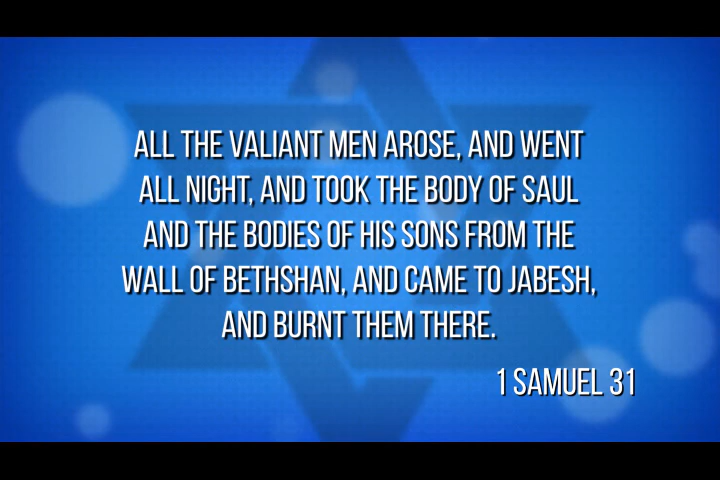 ALL THE VALIANT MEN AROSE, AND WENT
ALL NIGHT, AND TOOK THE BODY OF SAUL
AND THE BODIES OF HIS SONS FROM THE
WALL OF BETHSHAN, AND CAME TO JABESH,
AND BURNT THEM THERE.
1 SAMUEL 31